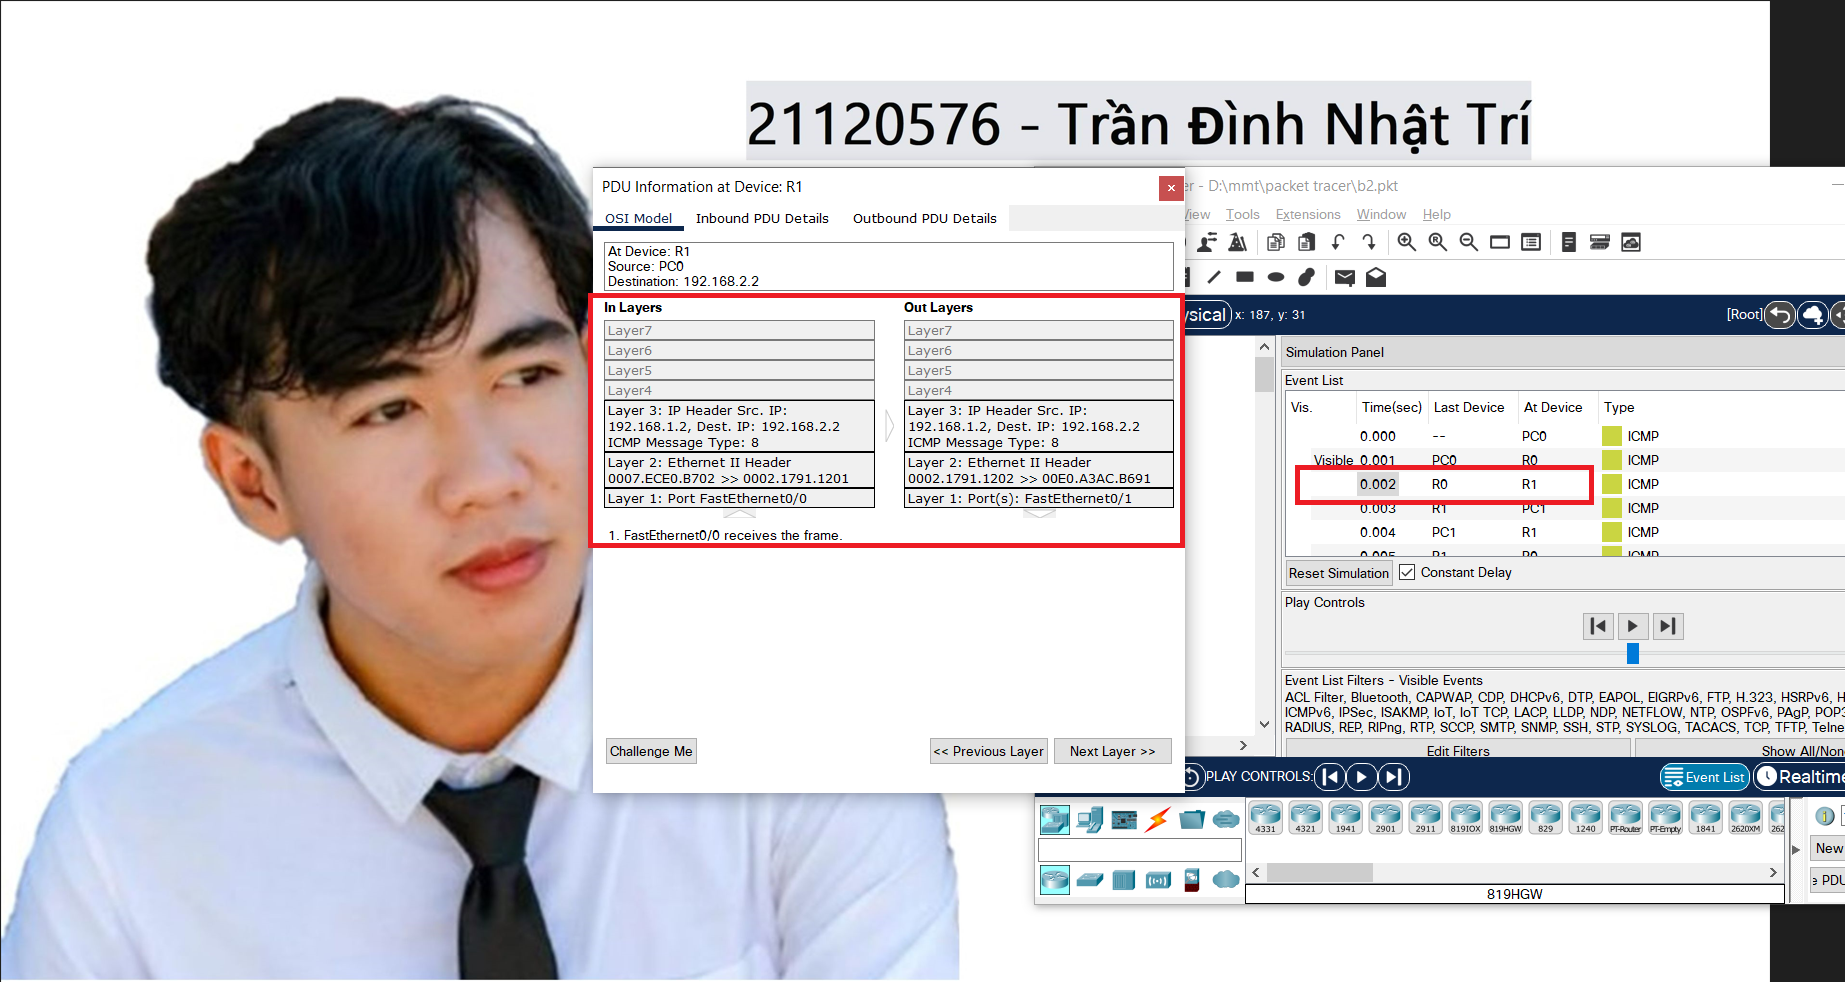 21120576 - Trần Đình Nhật Trí
PDU Information at Device: R1
OSI Model
Inbound PDU Details
Outbound PDU Details
At Device: R1
Source: PC0
Destination: 192.168.2.2
In Layers
Layer7
Layer6
Layer5
Layer4
Layer 3: IP Header Src. IP:
192.168.1.2, Dest. IP: 192.168.2.2
ICMP Message Type: 8
Layer 2: Ethernet II Header
0007.ECE0.B702 >> 0002.1791.1201
Layer 1: Port FastEthernet0/0
Out Layers
Layer7
Layer6
Layer5
Layer4
Layer 3: IP Header Src. IP:
192.168.1.2, Dest. IP: 192.168.2.2
ICMP Message Type: 8
Layer 2: Ethernet II Header
0002.1791.1202 >> 00E0.A3AC.B691
Layer 1: Port(s): FastEthernet0/1
1. FastEthernet0/0 receives the frame.
Challenge Me
<< Previous Layer
Next Layer >>
er - D:\mmt\packet tracer\b2.pkt
View Tools Extensions Window Help
ysical x: 187, y: 31
[Root]
Simulation Panel
Event List
Vis. Time(sec) Last Device At Device Type
0.000 -- PC0 ICMP
Visible 0.001 PC0 R0 ICMP
0.002 R0 R1 ICMP
0.003 R1 PC1 ICMP
0.004 PC1 R1 ICMP
0.005 R1 R0 ICMP
Reset Simulation Constant Delay
Play Controls
Event List Filters - Visible Events
ACL Filter, Bluetooth, CAPWAP, CDP, DHCPv6, DTP, EAPOL, EIGRPv6, FTP, H.323, HSRPv6, H
ICMPv6, IPSec, ISAKMP, IoT, IoT TCP, LACP, LLDP, NDP, NETFLOW, NTP, OSPFv6, PAgP, POP3
RADIUS, REP, RIPng, RTP, SCCP, SMTP, SNMP, SSH, STP, SYSLOG, TACACS, TCP, TFTP, Telne
Edit Filters
Show All/Non
PLAY CONTROLS:
Event List
Realtime
4331 4321 1941 2901 2911 819IOX 819HGW 829 1240 PT-Router PT-Empty 1841 2620XM 262
1
New
e PDU
819HGW